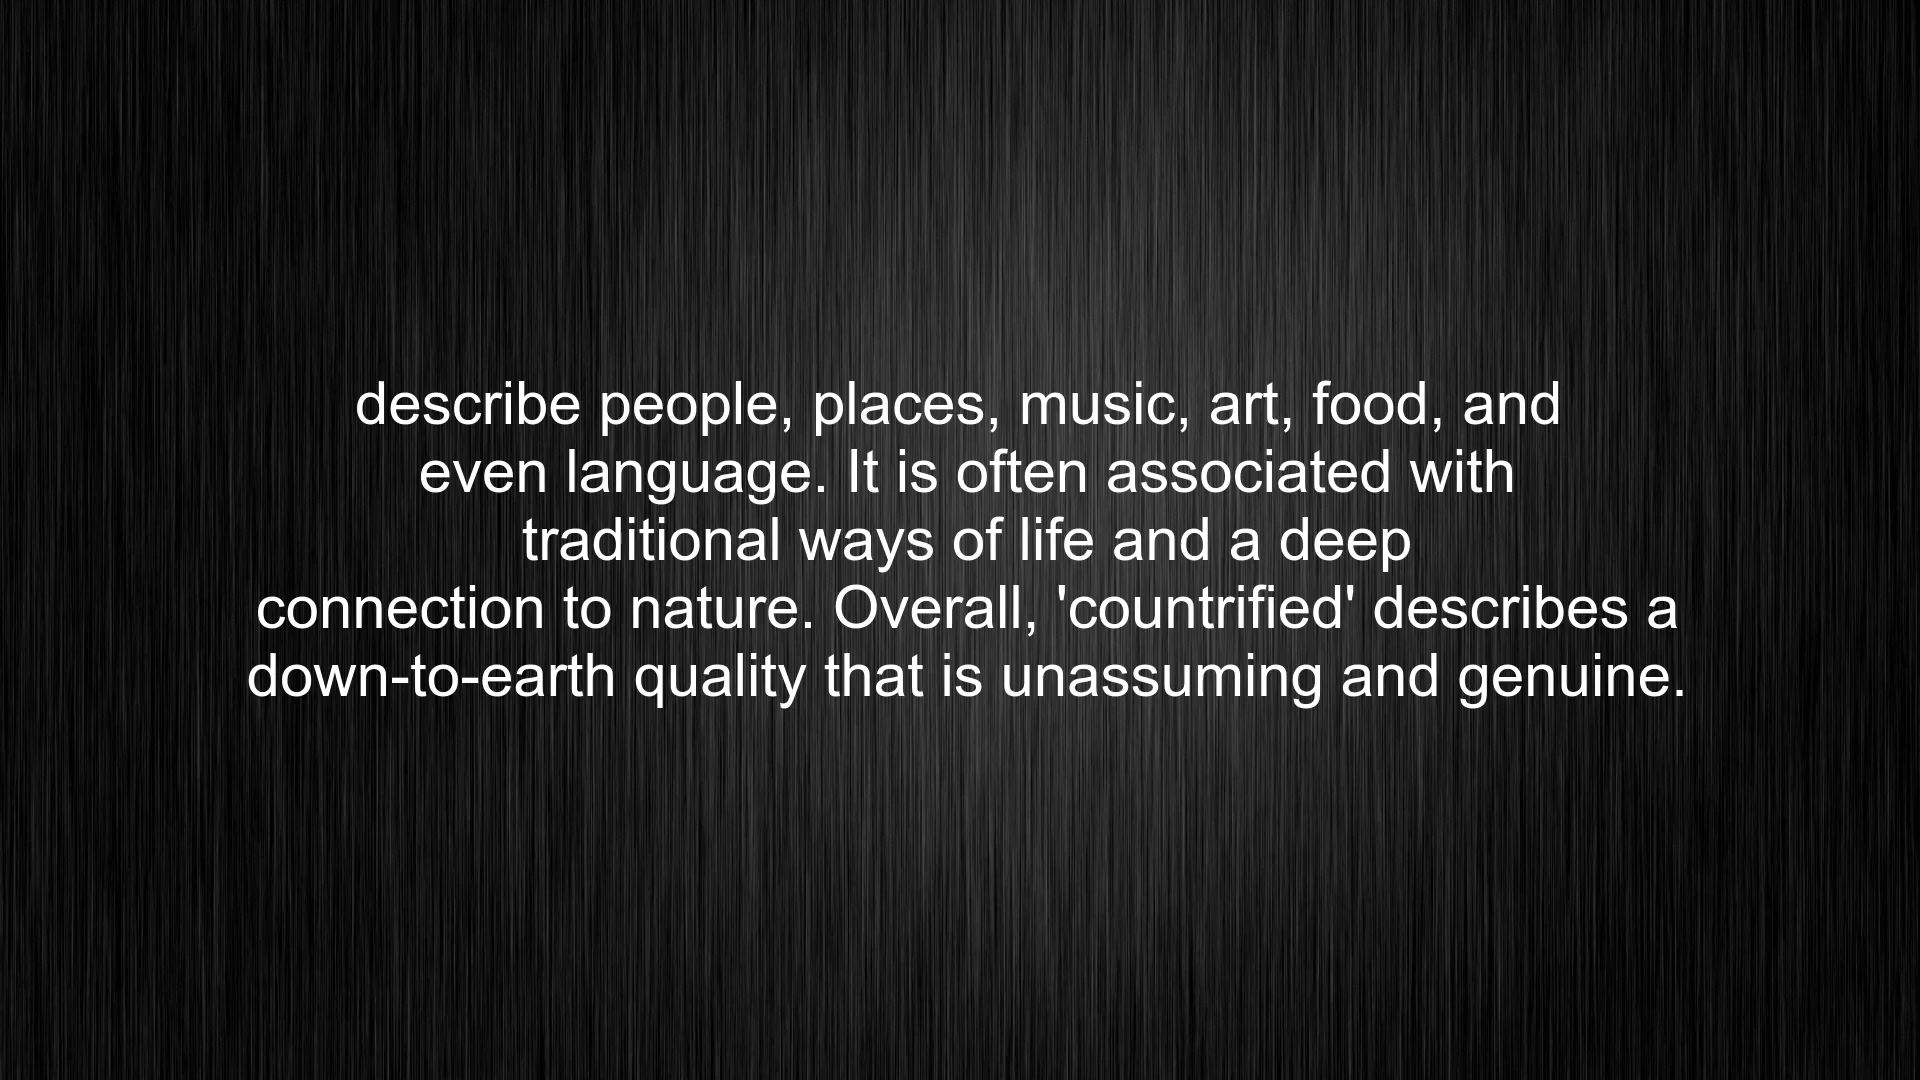 describe people, places, music, art, food, and
even language. It is often associated with
traditional ways of life and a deep
connection to nature. Overall, 'countrified' describes a
down-to-earth quality that is unassuming and genuine.